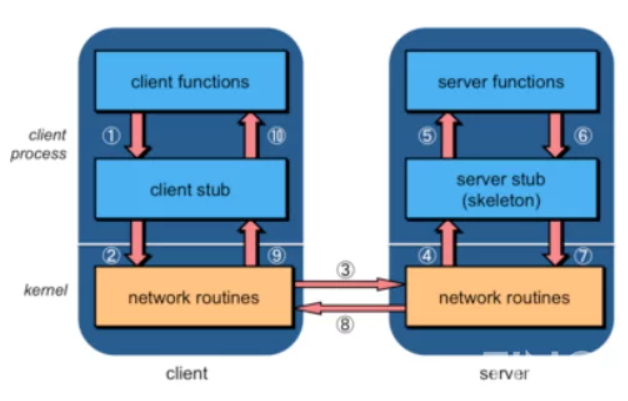 client functions
server functions
client
process
①
⑩
⑤
⑥
client stub
server stub
(skeleton)
②
⑨
③
④
⑦
kernel
network routines
network routines
⑧
client
server